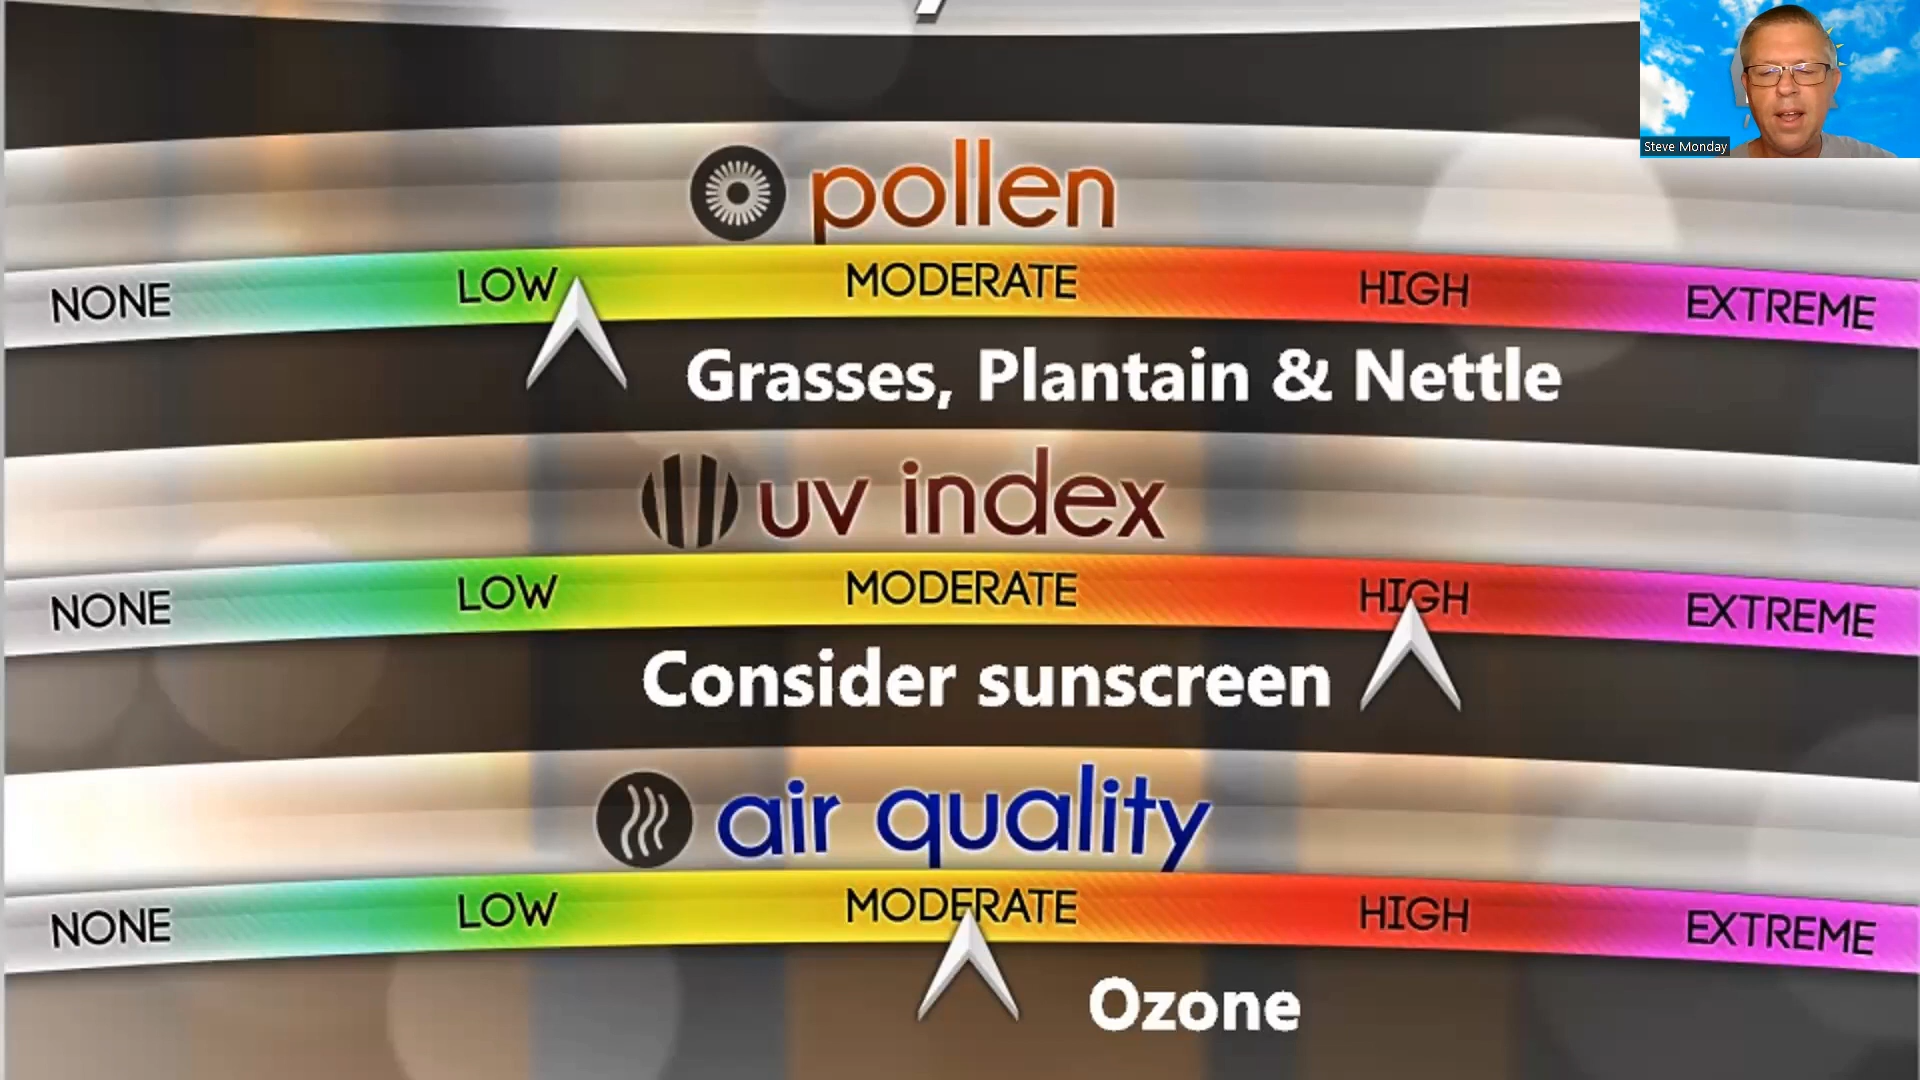 Steve Monday
pollen
NONE LOW MODERATE HIGH EXTREME
Grasses, Plantain & Nettle
uv index
NONE LOW MODERATE HIGH EXTREME
Consider sunscreen
air quality
NONE LOW MODERATE HIGH EXTREME
Ozone